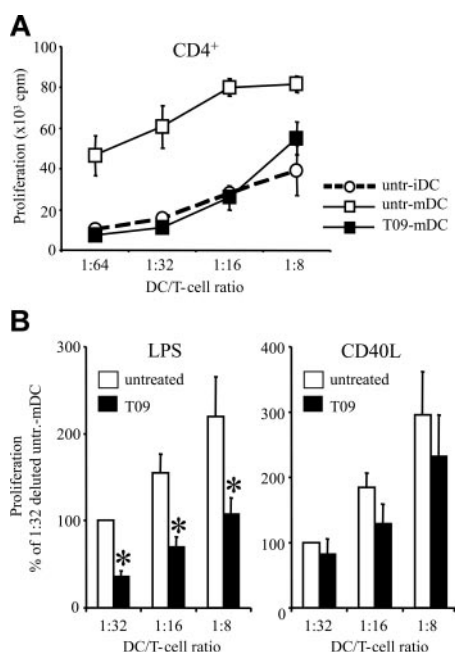 A
CD4+
Proliferation (x10³ cpm)
100
80
60
40
20
0
1:64 1:32 1:16 1:8
DC/T-cell ratio
untr-iDC
untr-mDC
T09-mDC
B
LPS
Proliferation
% of 1:32 deluted untr.-mDC
300
200
100
0
untreated
T09
*
*
*
1:32 1:16 1:8
DC/T-cell ratio
CD40L
400
300
200
100
0
untreated
T09
1:32 1:16 1:8
DC/T-cell ratio